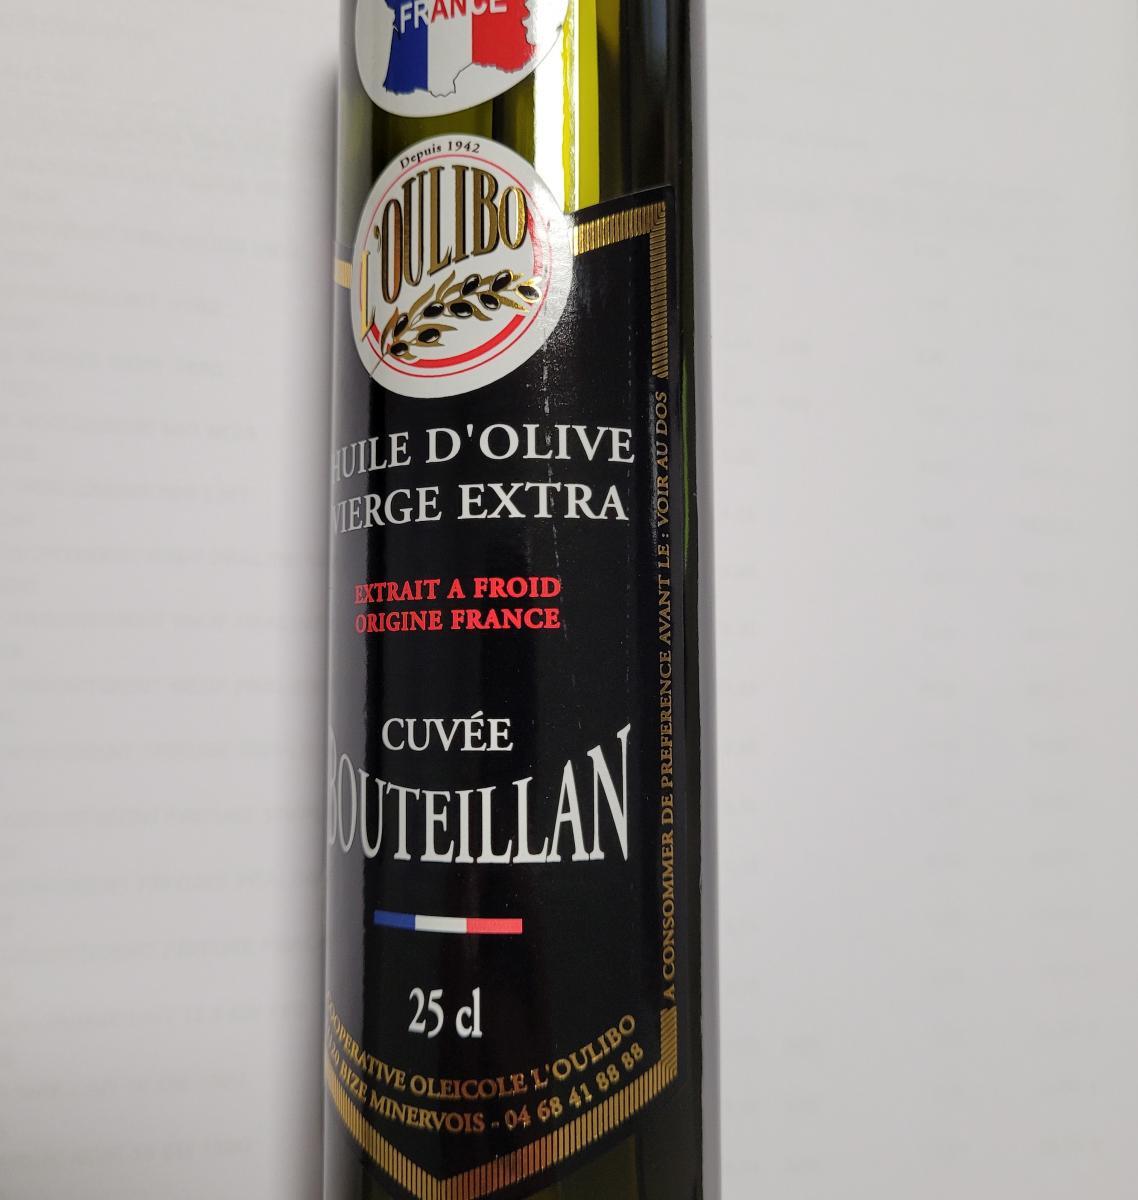 FRANCE
Depuis 1942
L'OULIBO
HUILE D'OLIVE
VIERGE EXTRA
EXTRAIT A FROID
ORIGINE FRANCE
CUVÉE
BOUTEILLAN
25 cl
COOPERATIVE OLEICOLE L'OULIBO
BIZE MINERVOIS - 04 68 41 88 88
A CONSOMMER DE PREFERENCE AVANT LE : VOIR AU DOS